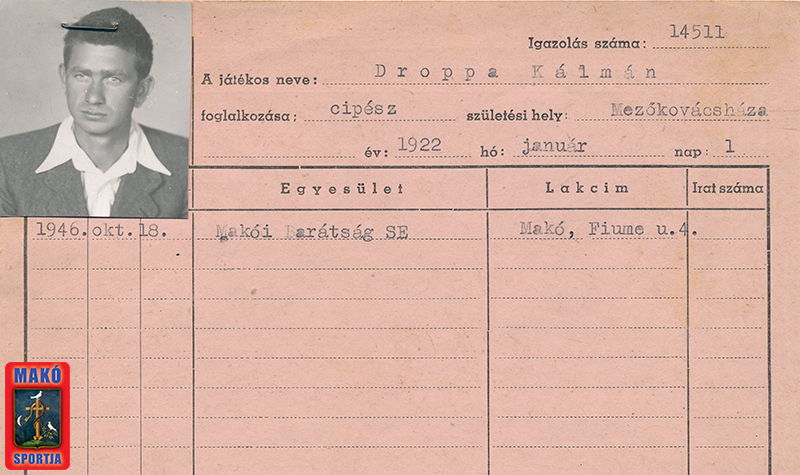 Igazolás száma: 14511
A játékos neve: Droppa Kálmán
foglalkozása: cipész születési hely: Mezőkovácsháza
év: 1922 hó: január nap: 1
Egyesület Lakcim Irat száma
1946. okt. 18. Makói Barátság SE Makó, Fiume u.4.
MAKÓ
SPORTJA